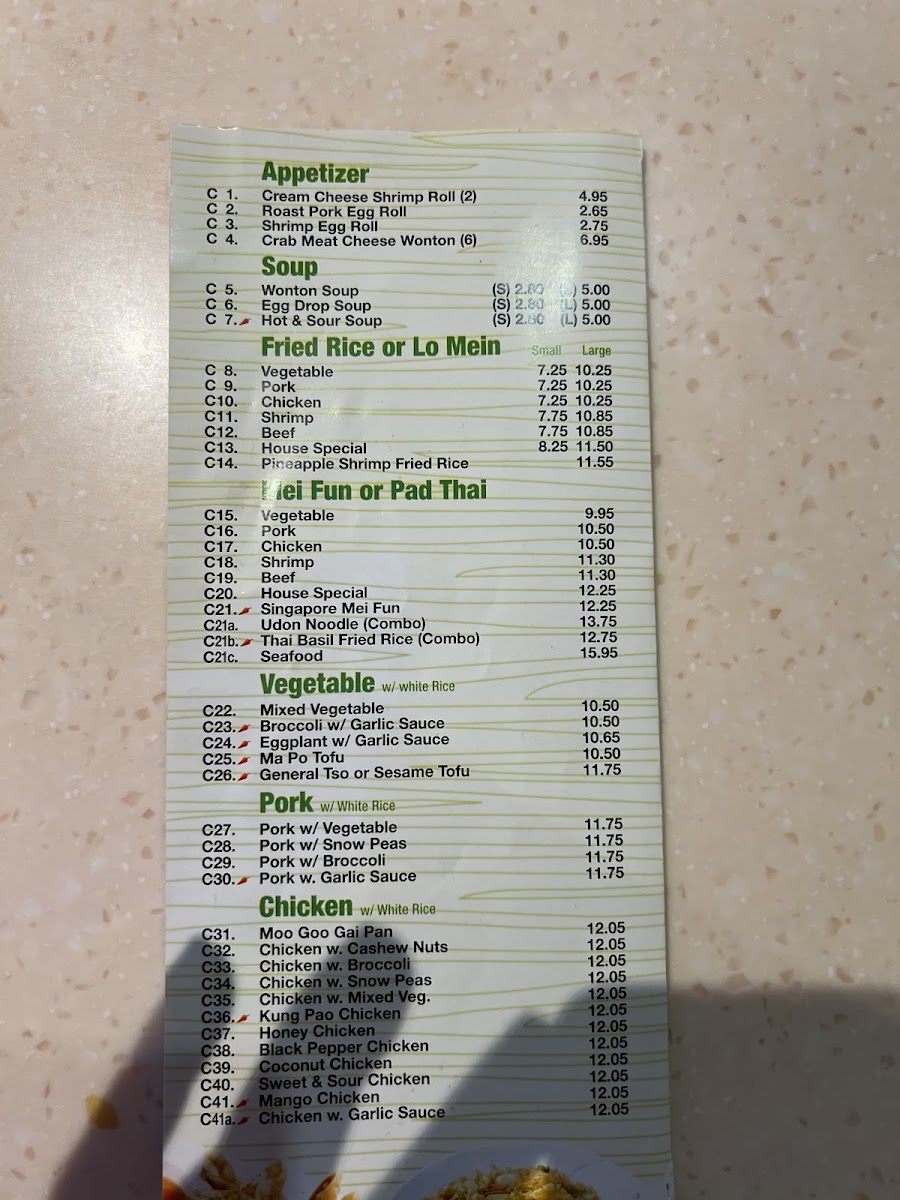 Appetizer
C 1. Cream Cheese Shrimp Roll (2) 4.95
C 2. Roast Pork Egg Roll 2.65
C 3. Shrimp Egg Roll 2.75
C 4. Crab Meat Cheese Wonton (6) 6.95
Soup
C 5. Wonton Soup (S) 2.80 (L) 5.00
C 6. Egg Drop Soup (S) 2.80 (L) 5.00
C 7. Hot & Sour Soup (S) 2.80 (L) 5.00
Fried Rice or Lo Mein Small Large
C 8. Vegetable 7.25 10.25
C 9. Pork 7.25 10.25
C10. Chicken 7.25 10.25
C11. Shrimp 7.75 10.85
C12. Beef 7.75 10.85
C13. House Special 8.25 11.50
C14. Pineapple Shrimp Fried Rice 11.55
Mei Fun or Pad Thai
C15. Vegetable 9.95
C16. Pork 10.50
C17. Chicken 10.50
C18. Shrimp 11.30
C19. Beef 11.30
C20. House Special 12.25
C21. Singapore Mei Fun 12.25
C21a. Udon Noodle (Combo) 13.75
C21b. Thai Basil Fried Rice (Combo) 12.75
C21c. Seafood 15.95
Vegetable w/ white Rice
C22. Mixed Vegetable 10.50
C23. Broccoli w/ Garlic Sauce 10.50
C24. Eggplant w/ Garlic Sauce 10.65
C25. Ma Po Tofu 10.50
C26. General Tso or Sesame Tofu 11.75
Pork w/ White Rice
C27. Pork w/ Vegetable 11.75
C28. Pork w/ Snow Peas 11.75
C29. Pork w/ Broccoli 11.75
C30. Pork w. Garlic Sauce 11.75
Chicken w/ White Rice
C31. Moo Goo Gai Pan 12.05
C32. Chicken w. Cashew Nuts 12.05
C33. Chicken w. Broccoli 12.05
C34. Chicken w. Snow Peas 12.05
C35. Chicken w. Mixed Veg. 12.05
C36. Kung Pao Chicken 12.05
C37. Honey Chicken 12.05
C38. Black Pepper Chicken 12.05
C39. Coconut Chicken 12.05
C40. Sweet & Sour Chicken 12.05
C41. Mango Chicken 12.05
C41a. Chicken w. Garlic Sauce 12.05